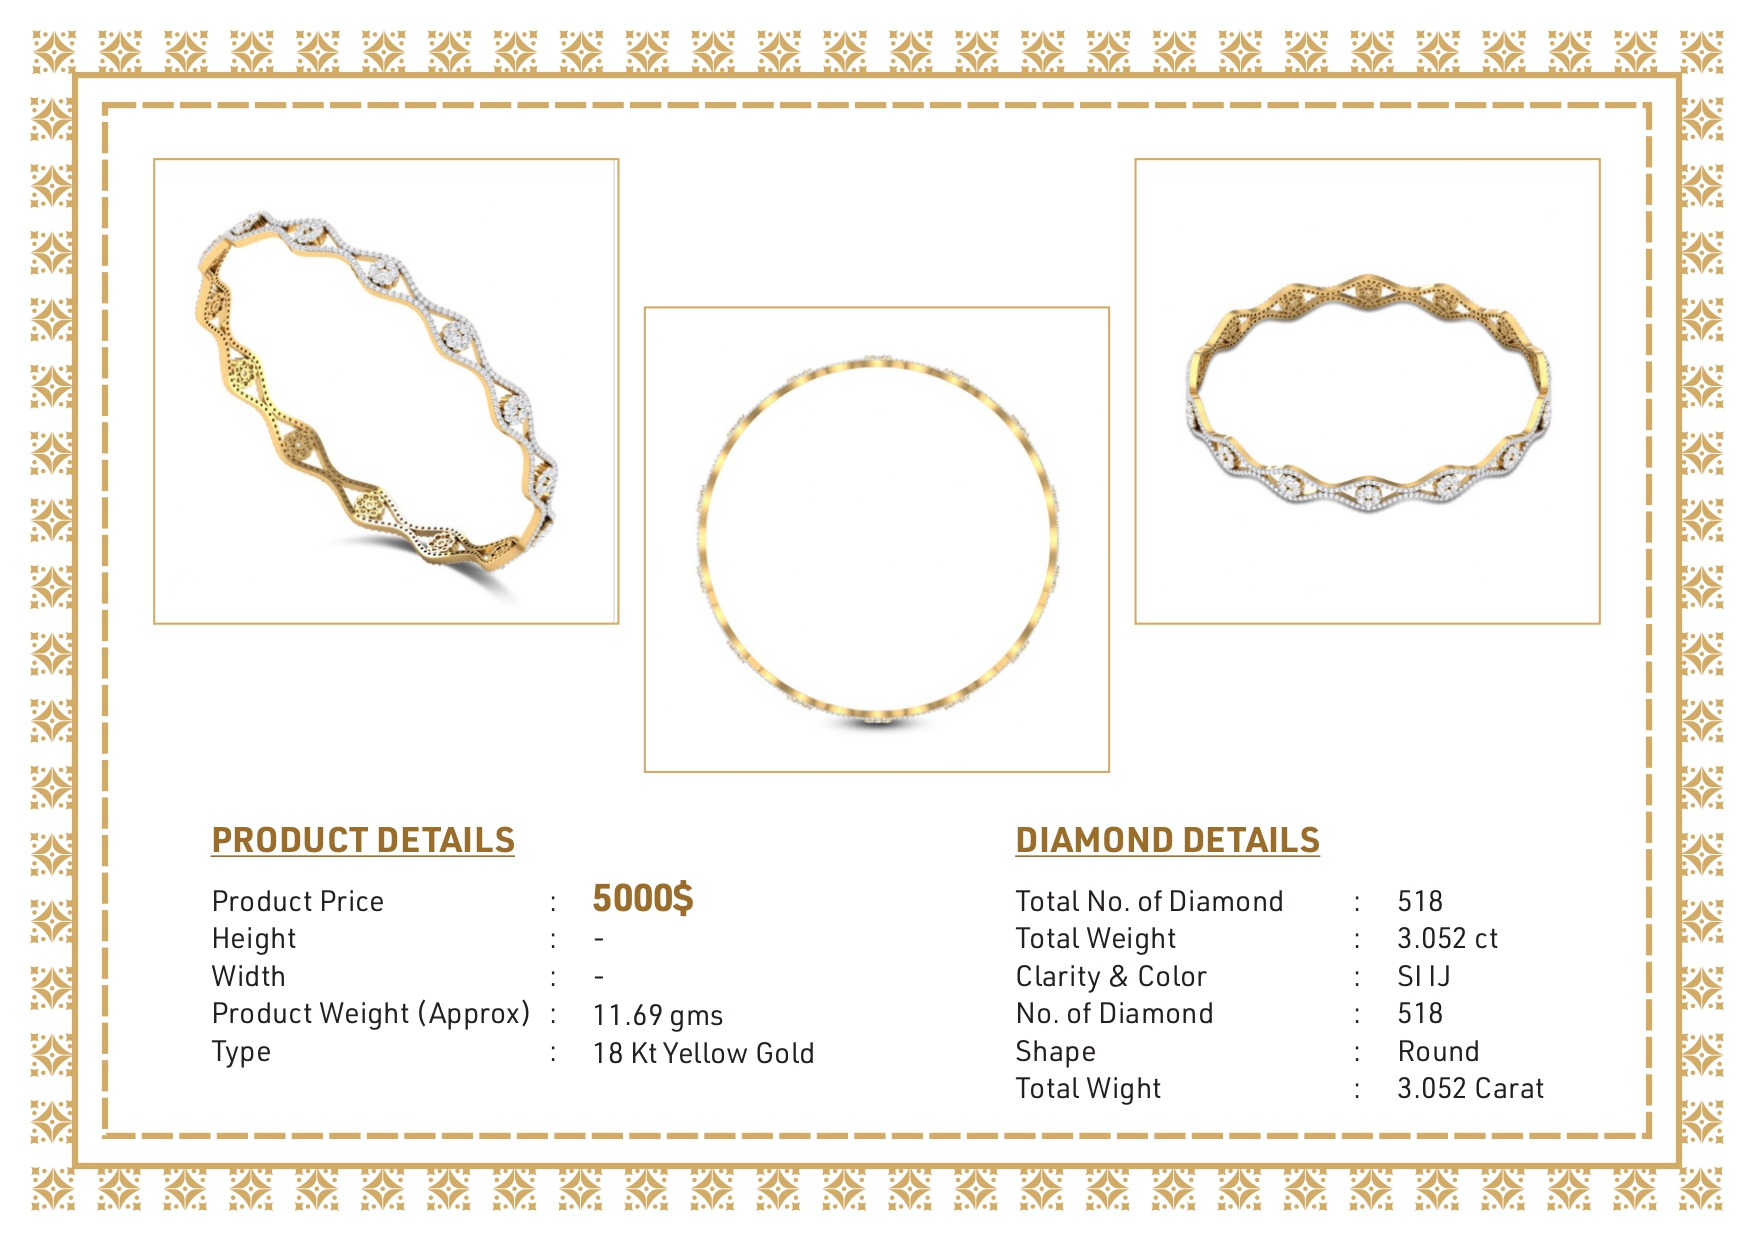 PRODUCT DETAILS
Product Price : 5000$
Height : -
Width : -
Product Weight (Approx) : 11.69 gms
Type : 18 Kt Yellow Gold
DIAMOND DETAILS
Total No. of Diamond : 518
Total Weight : 3.052 ct
Clarity & Color : SI IJ
No. of Diamond : 518
Shape : Round
Total Wight : 3.052 Carat